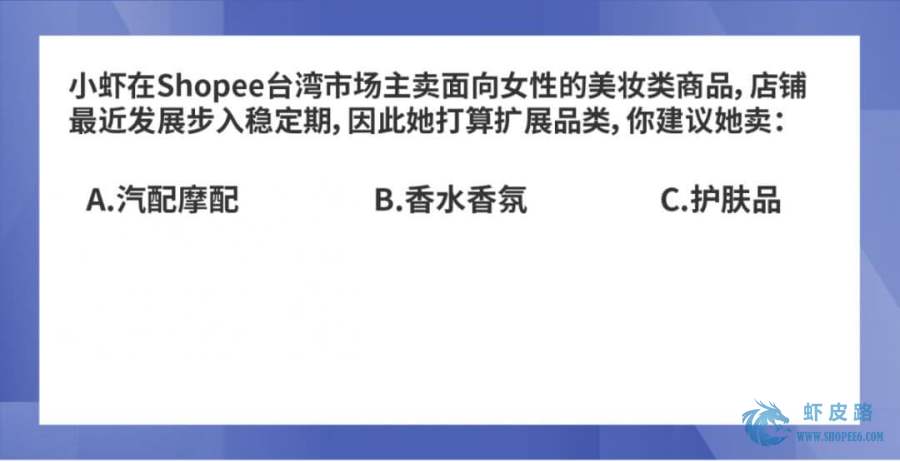 小虾在Shopee台湾市场主卖面向女性的美妆类商品, 店铺
最近发展步入稳定期, 因此她打算扩展品类, 你建议她卖:
A.汽配摩配 B.香水香氛 C.护肤品
虾皮路
WWW.SHOPEE6.COM